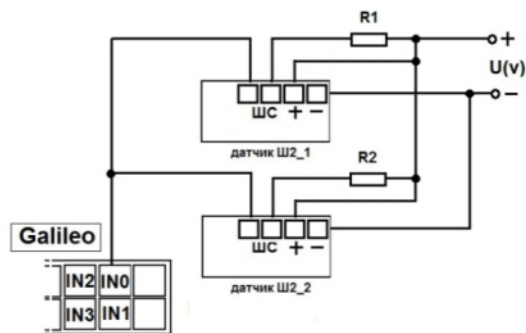 R1
+
U(v)
−
ШС + −
датчик Ш2_1
R2
ШС + −
датчик Ш2_2
Galileo
IN2 IN0
IN3 IN1